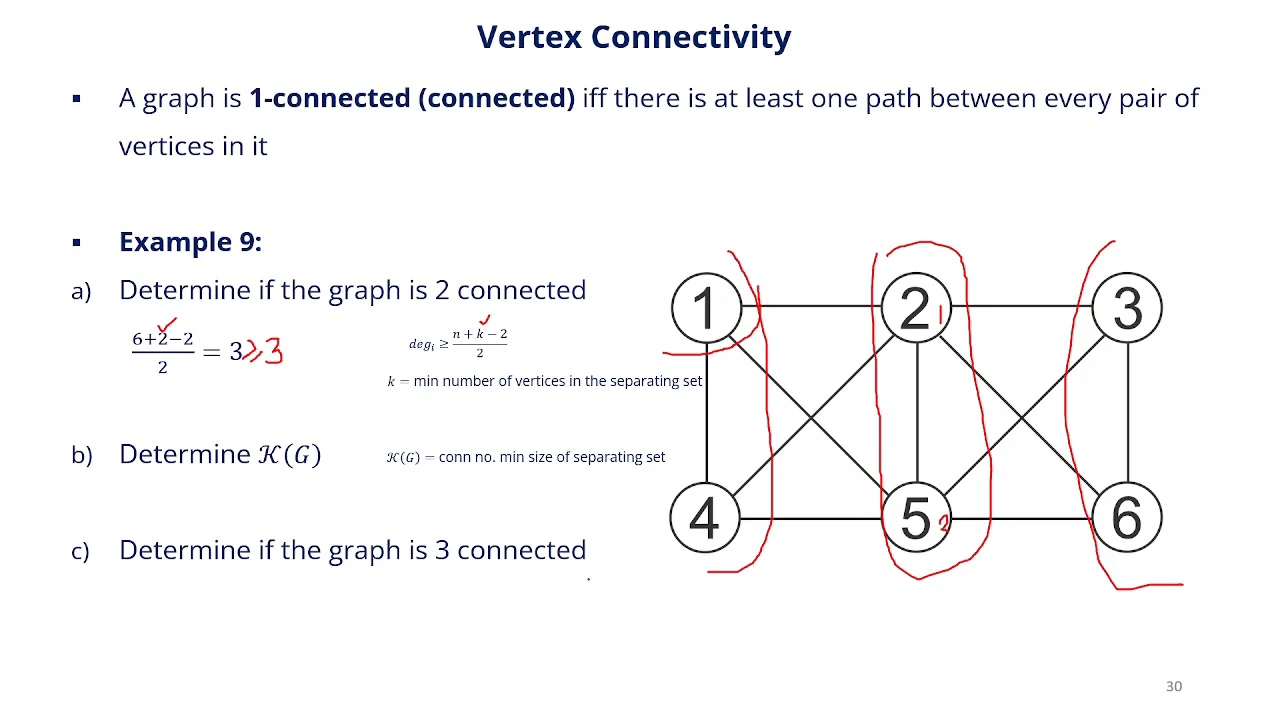 Vertex Connectivity
▪ A graph is 1-connected (connected) iff there is at least one path between every pair of
vertices in it
▪ Example 9:
a) Determine if the graph is 2 connected
6+2−2 / 2 = 3 ≥ 3
deg_i ≥ n + k − 2 / 2
k = min number of vertices in the separating set
b) Determine 𝒦(G)
𝒦(G) = conn no. min size of separating set
c) Determine if the graph is 3 connected
1 2 1 3
4 5 2 6
30